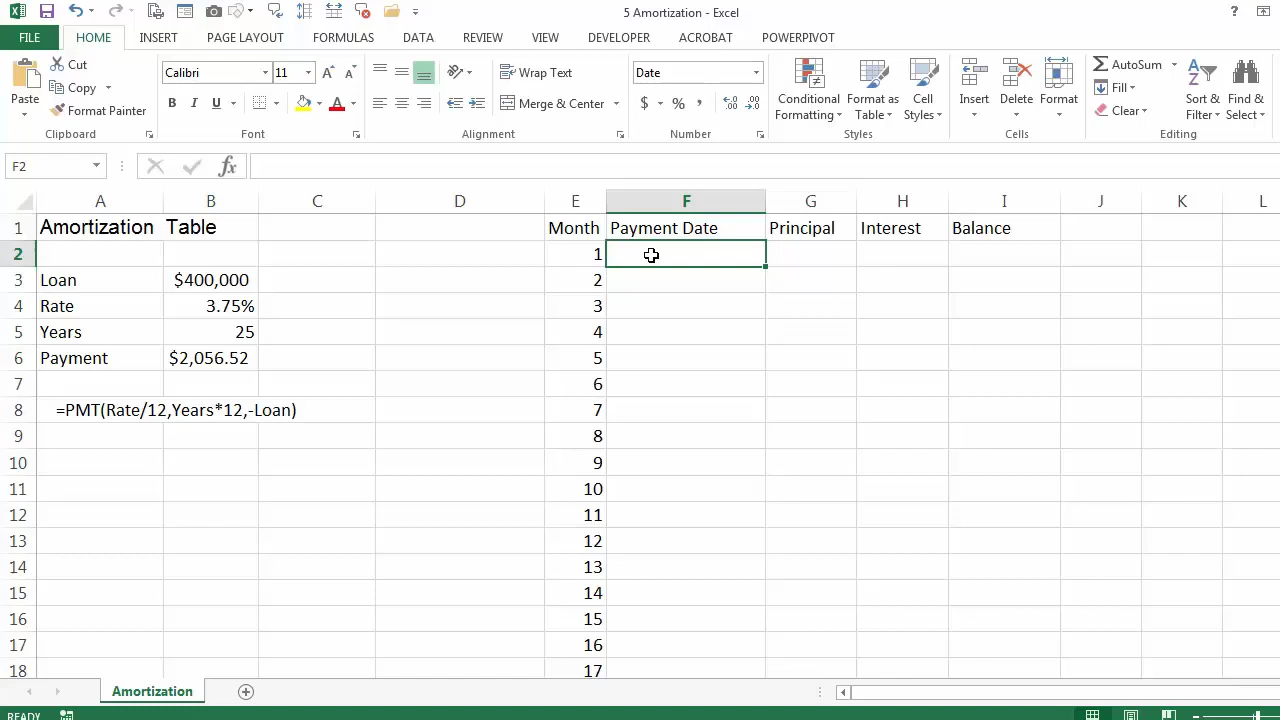 5 Amortization - Excel
?
FILE HOME INSERT PAGE LAYOUT FORMULAS DATA REVIEW VIEW DEVELOPER ACROBAT POWERPIVOT
Paste
Cut
Copy
Format Painter
Clipboard
Calibri 11
B I U
Font
Wrap Text
Merge & Center
Alignment
Date
$ % ,
Number
Conditional Formatting
Format as Table
Cell Styles
Styles
Insert
Delete
Format
Cells
AutoSum
Fill
Clear
Sort & Filter
Find & Select
Editing
F2 fx
A B C D E F G H I J K L
1 Amortization Table Month Payment Date Principal Interest Balance
2 1
3 Loan $400,000 2
4 Rate 3.75% 3
5 Years 25 4
6 Payment $2,056.52 5
7 6
8 =PMT(Rate/12,Years*12,-Loan) 7
9 8
10 9
11 10
12 11
13 12
14 13
15 14
16 15
17 16
18 17
Amortization
READY